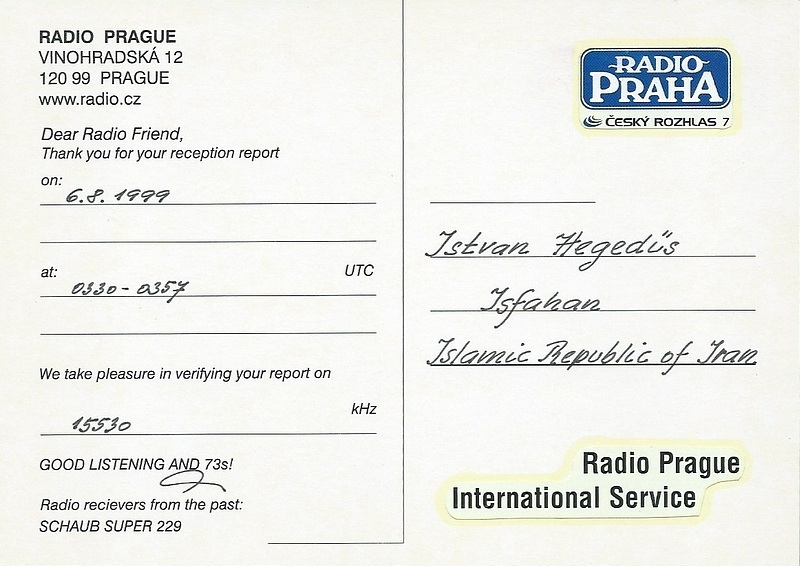 RADIO PRAGUE
VINOHRADSKÁ 12
120 99 PRAGUE
www.radio.cz
Dear Radio Friend,
Thank you for your reception report
on:
6.8.1999
at: UTC
0330 - 0357
We take pleasure in verifying your report on
kHz
15530
GOOD LISTENING AND 73s!
Radio recievers from the past:
SCHAUB SUPER 229
RADIO
PRAHA
ČESKÝ ROZHLAS 7
Istvan Hegedűs
Isfahan
Islamic Republic of Iran
Radio Prague
International Service